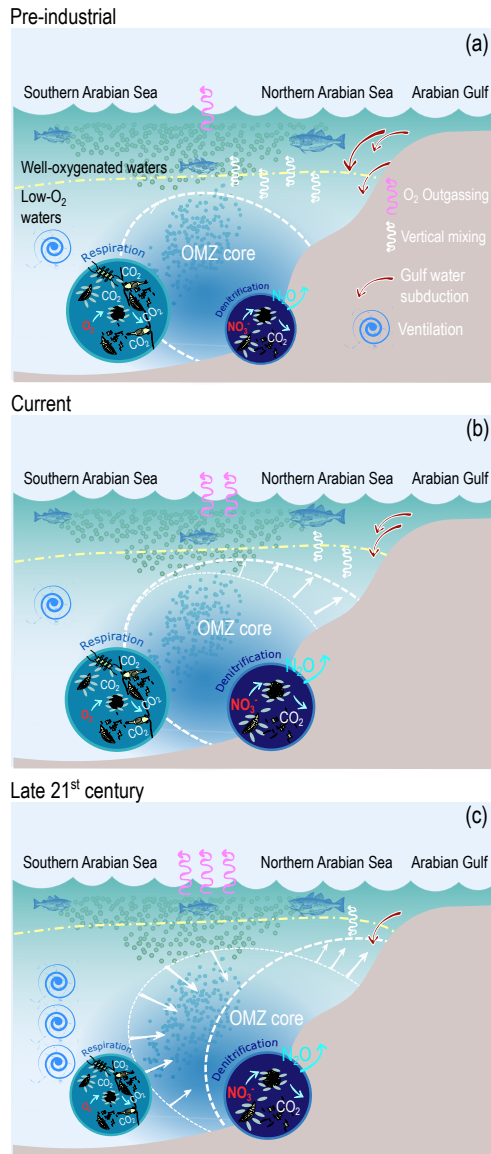 Pre-industrial
(a)
Southern Arabian Sea
Northern Arabian Sea
Arabian Gulf
Well-oxygenated waters
Low-O₂
waters
O₂ Outgassing
Vertical mixing
Gulf water
subduction
Ventilation
OMZ core
Respiration
CO₂
CO₂
CO₂
O₂
CO₂
CO₂
Denitrification
N₂O
NO₃⁻
CO₂
Current
(b)
Southern Arabian Sea
Northern Arabian Sea
Arabian Gulf
OMZ core
Respiration
CO₂
CO₂
CO₂
O₂
CO₂
CO₂
Denitrification
N₂O
NO₃⁻
CO₂
Late 21ˢᵗ century
(c)
Southern Arabian Sea
Northern Arabian Sea
Arabian Gulf
OMZ core
Respiration
CO₂
CO₂
CO₂
O₂
CO₂
CO₂
Denitrification
N₂O
NO₃⁻
CO₂